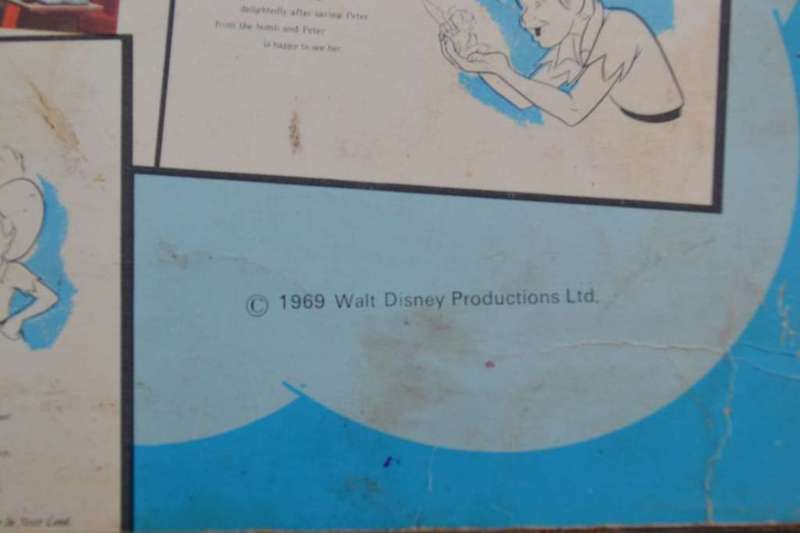 delightedly after saving Peter
from the bomb and Peter
is happy to see her.
© 1969 Walt Disney Productions Ltd.
Land.